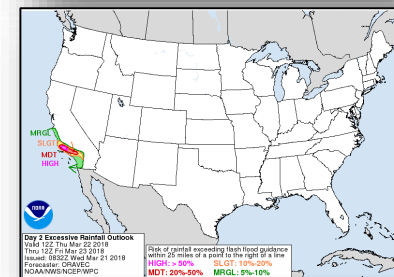 MRGL
SLGT
MDT
HIGH
noaa
Day 2 Excessive Rainfall Outlook
Valid 12Z Thu Mar 22 2018
Thru 12Z Fri Mar 23 2018
Issued: 0832Z Wed Mar 21 2018
Forecaster: ORAVEC
NOAA/NWS/NCEP/WPC
Risk of rainfall exceeding flash flood guidance
within 25 miles of a point to the right of a line
HIGH: > 50% SLGT: 10%-20%
MDT: 20%-50% MRGL: 5%-10%